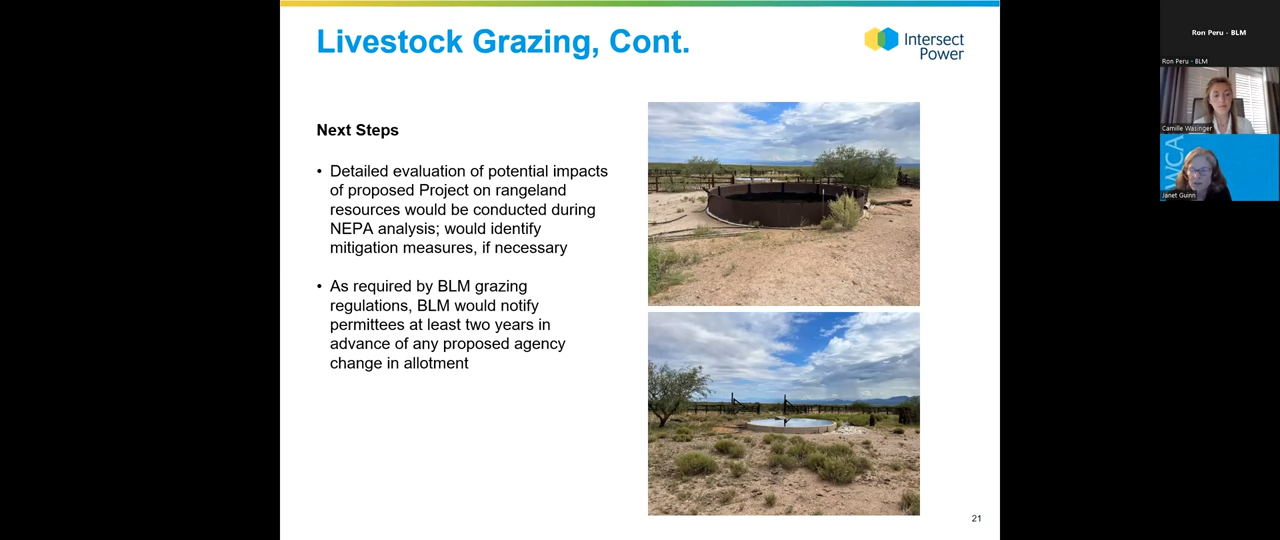 Livestock Grazing, Cont.
Intersect
Power
Next Steps
• Detailed evaluation of potential impacts
of proposed Project on rangeland
resources would be conducted during
NEPA analysis; would identify
mitigation measures, if necessary
• As required by BLM grazing
regulations, BLM would notify
permittees at least two years in
advance of any proposed agency
change in allotment
21
Ron Peru - BLM
Ron Peru - BLM
Camille Wasinger
WCA
Janet Guinn